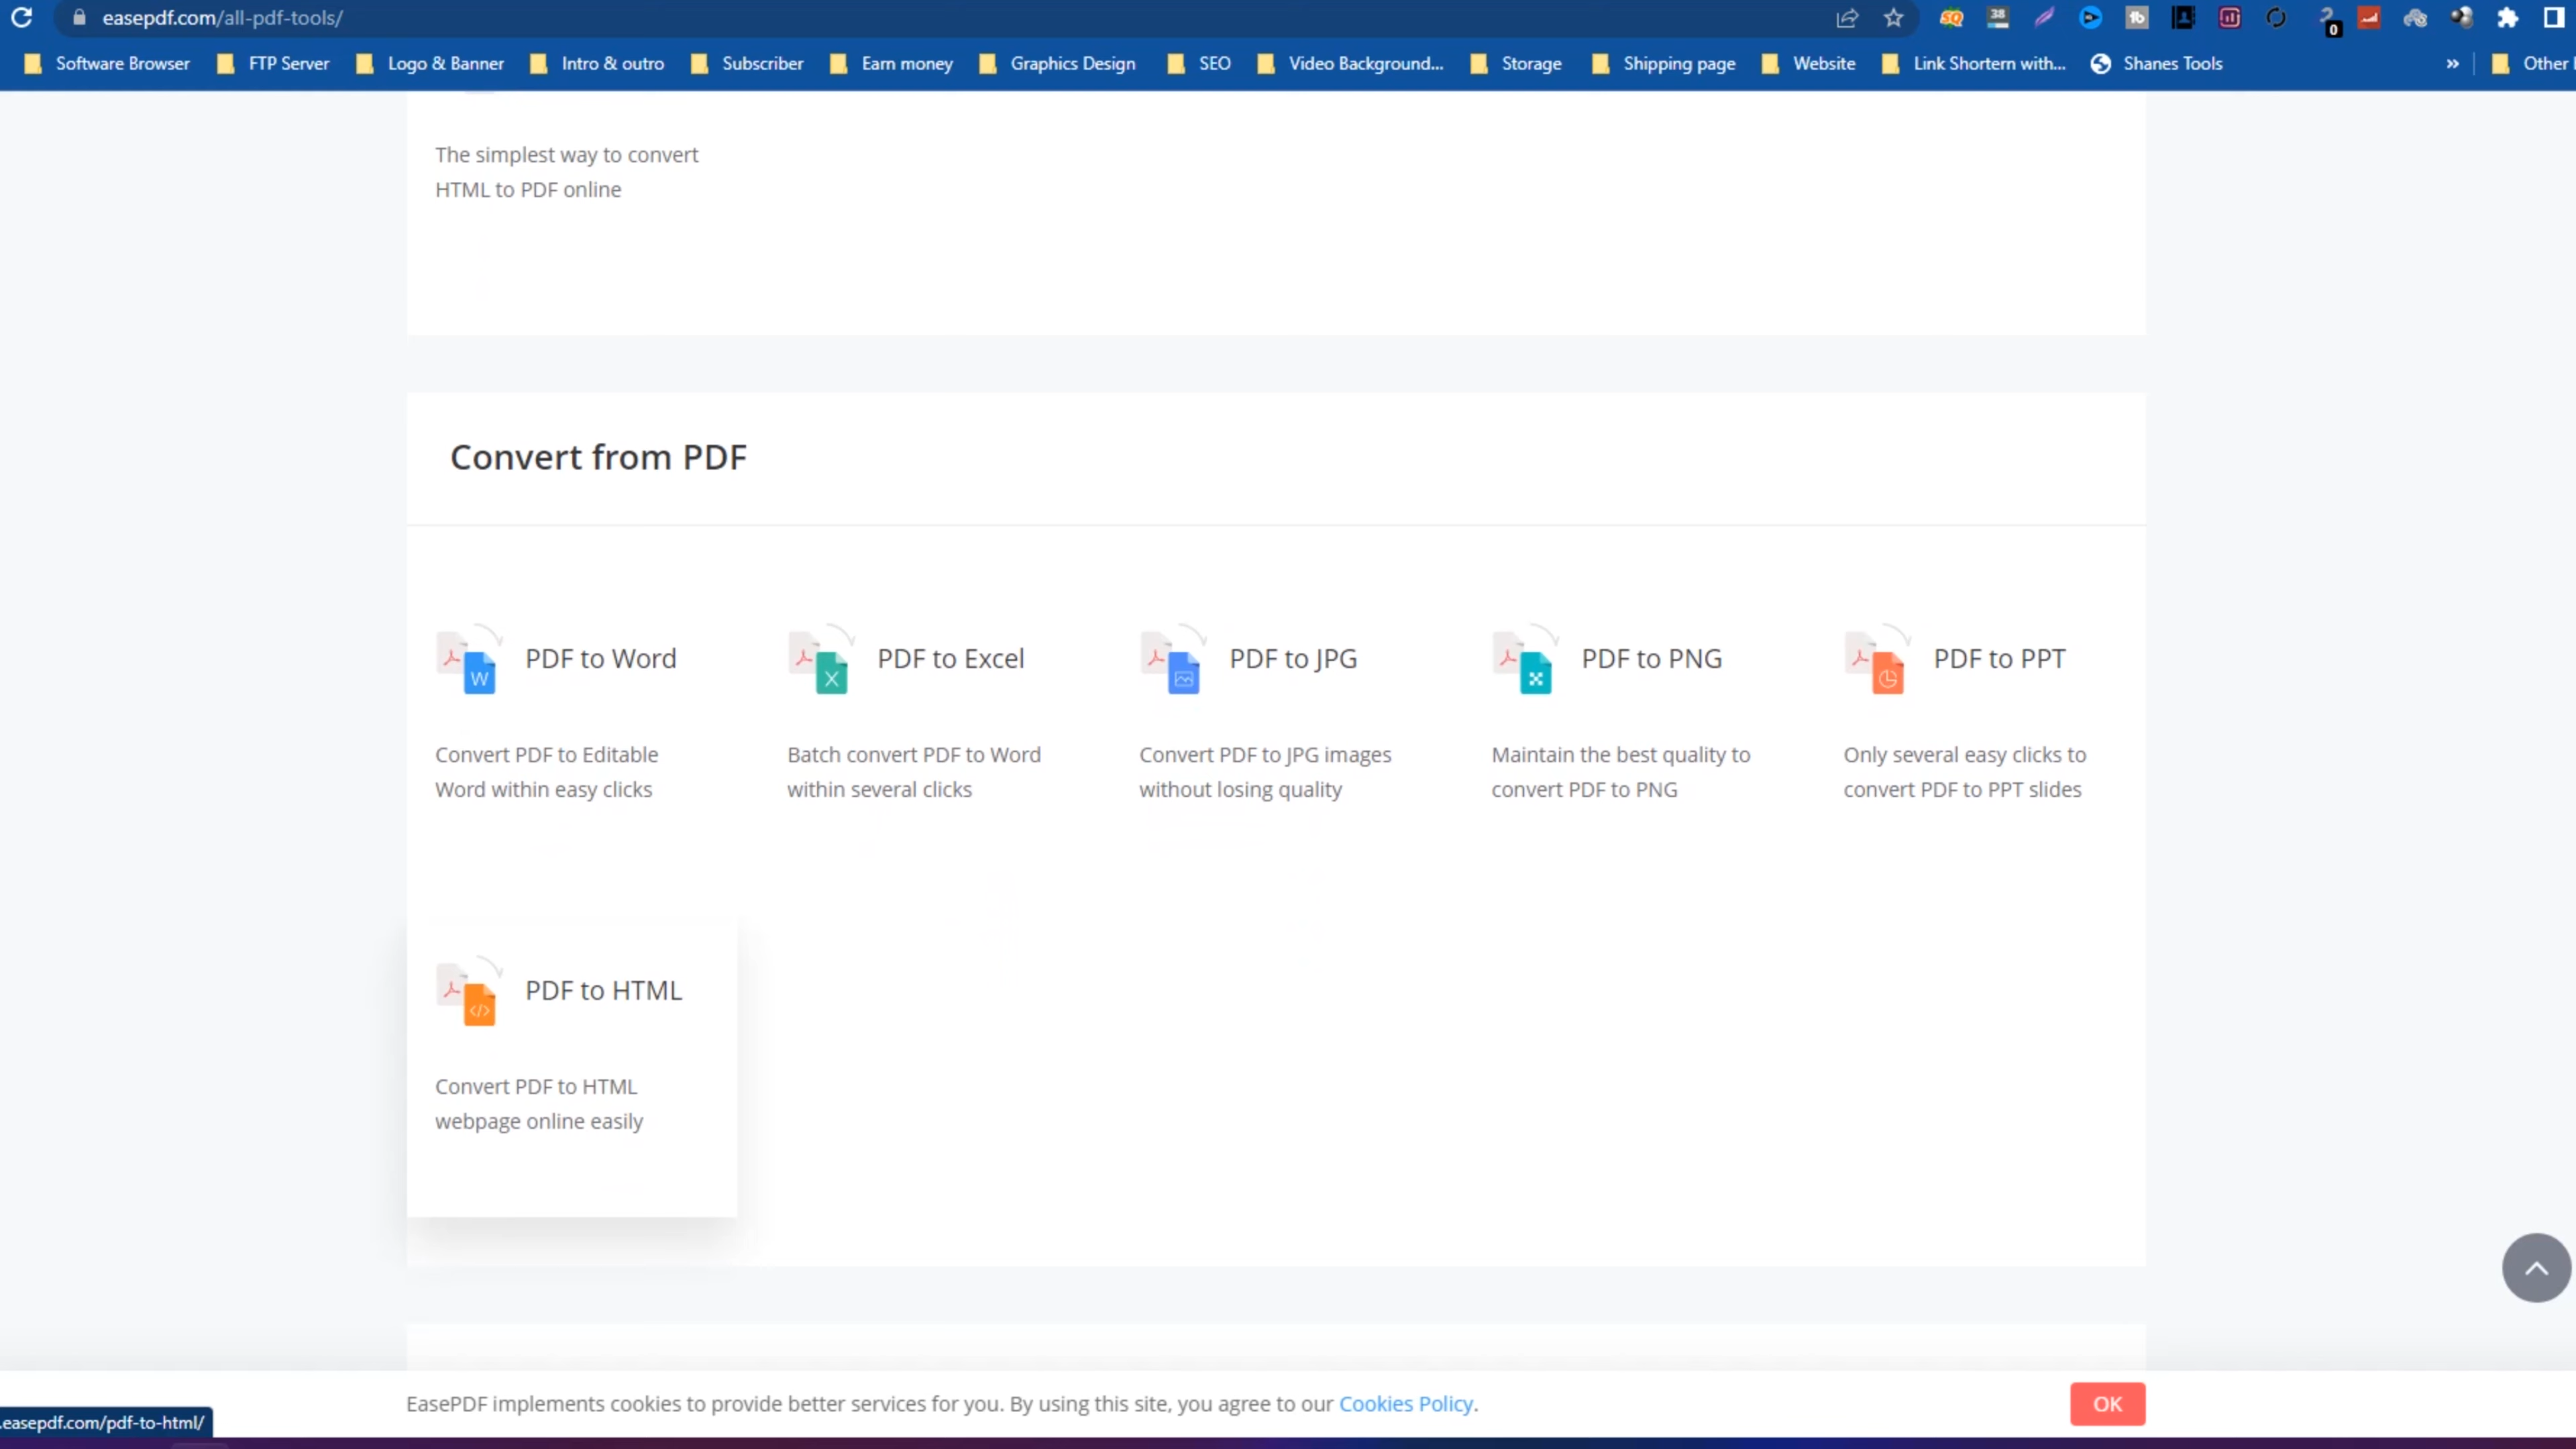 easepdf.com/all-pdf-tools/
38
0
Software Browser FTP Server Logo & Banner Intro & outro Subscriber Earn money Graphics Design SEO Video Background... Storage Shipping page Website Link Shortern with... Shanes Tools » Other
The simplest way to convert
HTML to PDF online
Convert from PDF
PDF to Word
Convert PDF to Editable
Word within easy clicks
PDF to Excel
Batch convert PDF to Word
within several clicks
PDF to JPG
Convert PDF to JPG images
without losing quality
PDF to PNG
Maintain the best quality to
convert PDF to PNG
PDF to PPT
Only several easy clicks to
convert PDF to PPT slides
PDF to HTML
Convert PDF to HTML
webpage online easily
EasePDF implements cookies to provide better services for you. By using this site, you agree to our Cookies Policy.
OK
.easepdf.com/pdf-to-html/